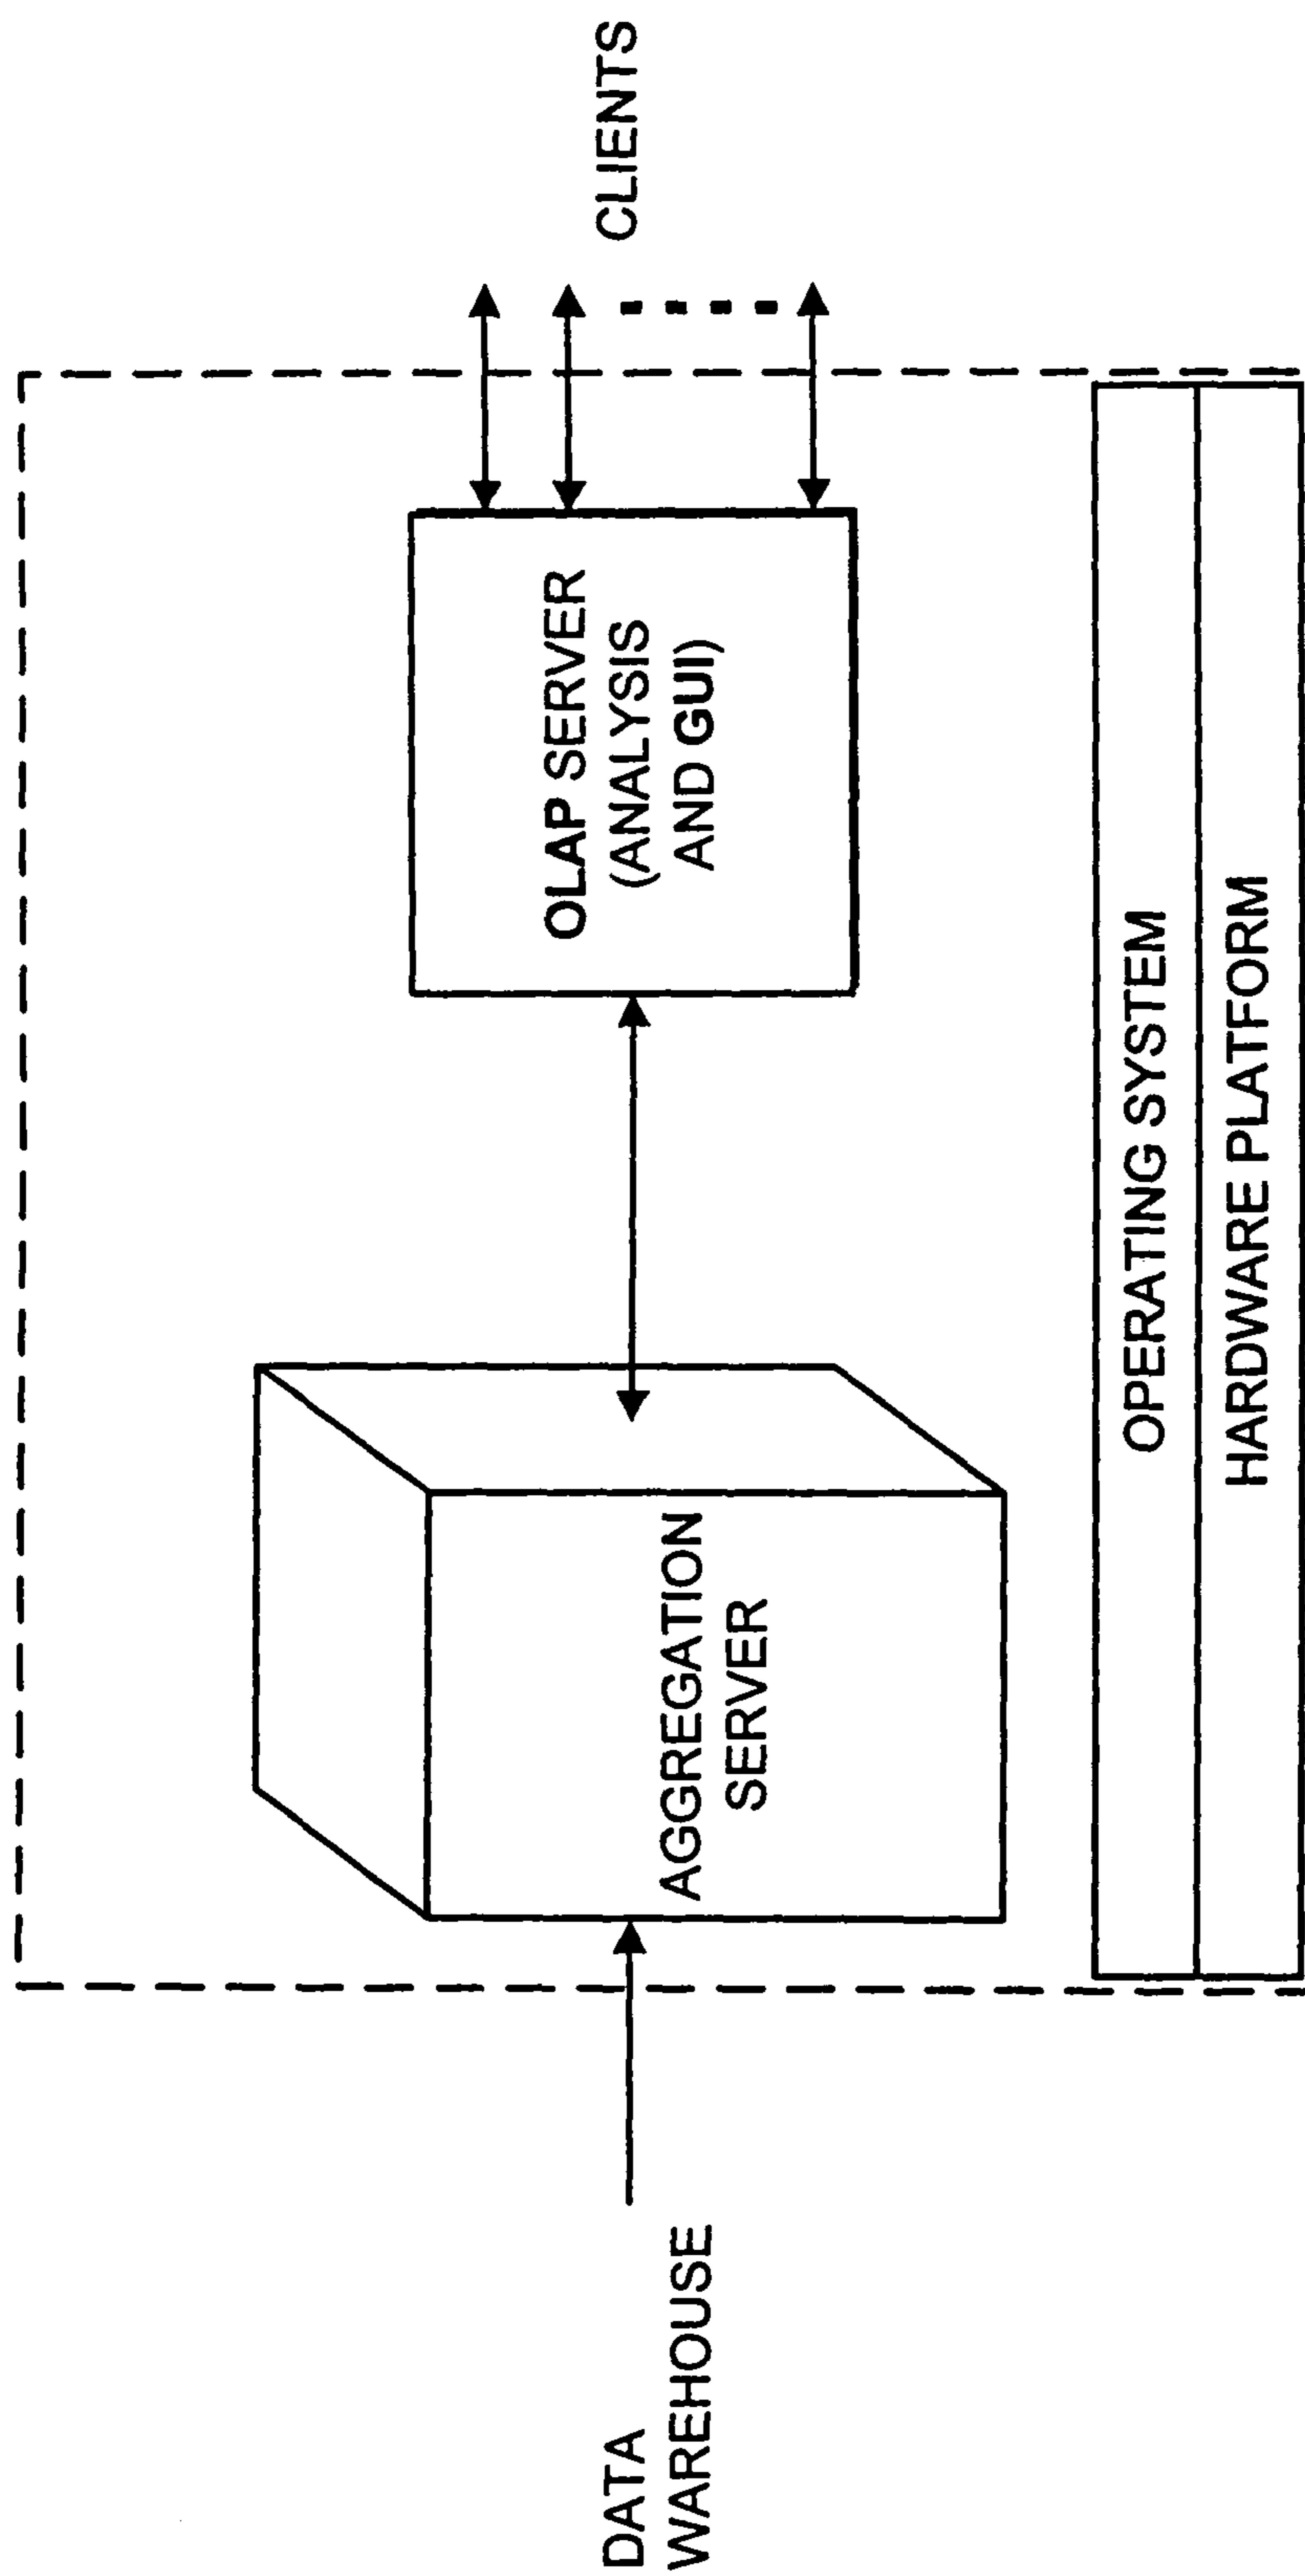 DATA
WAREHOUSE
AGGREGATION
SERVER
OLAP SERVER
(ANALYSIS
AND GUI)
CLIENTS
OPERATING SYSTEM
HARDWARE PLATFORM